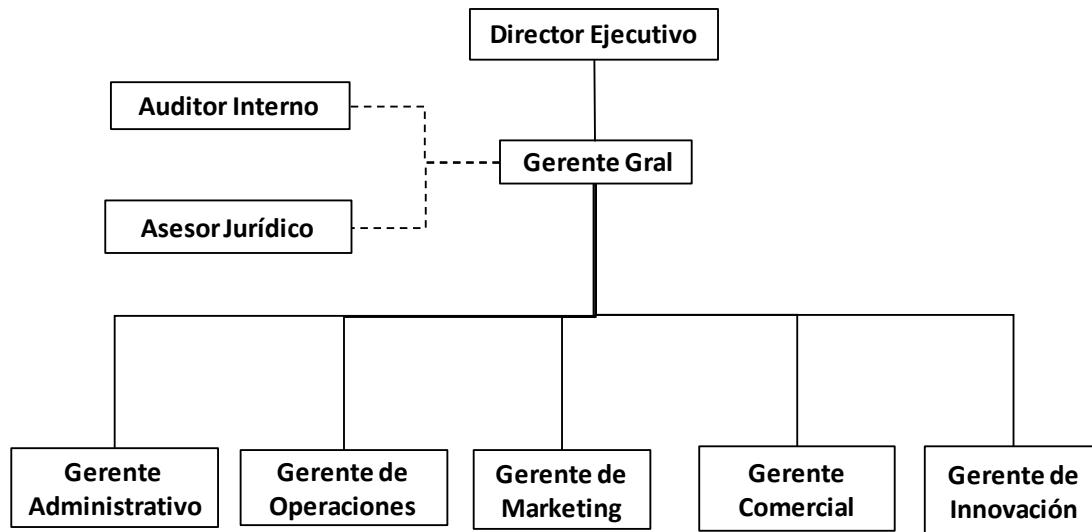 Director Ejecutivo
Auditor Interno
Gerente Gral
Asesor Jurídico
Gerente
Administrativo
Gerente de
Operaciones
Gerente de
Marketing
Gerente
Comercial
Gerente de
Innovación